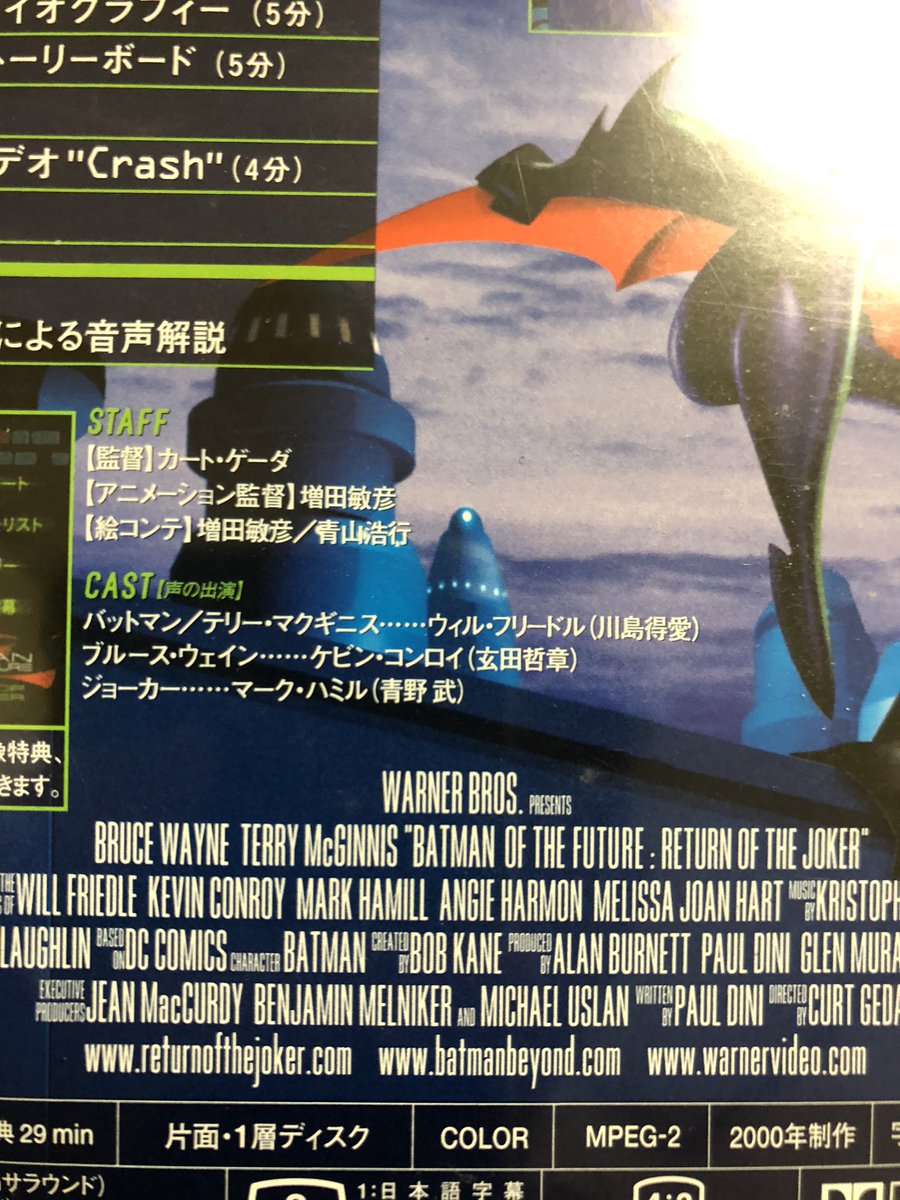 イオグラフィー（5分）
ーリーボード（5分）
デオ"Crash"（4分）
による音声解説
STAFF
【監督】カート・ゲーダ
【アニメーション監督】増田敏彦
【絵コンテ】増田敏彦／青山浩行
ート
リスト
ー
幕
CAST【声の出演】
バットマン／テリー・マクギニス……ウィル・フリードル（川島得愛）
ブルース・ウェイン……ケビン・コンロイ（玄田哲章）
ジョーカー……マーク・ハミル（青野 武）
特典、
きます。
WARNER BROS. PRESENTS
BRUCE WAYNE TERRY McGINNIS "BATMAN OF THE FUTURE : RETURN OF THE JOKER"
THE OF WILL FRIEDLE KEVIN CONROY MARK HAMILL ANGIE HARMON MELISSA JOAN HART MUSIC BY KRISTOPH
LAUGHLIN BASED ON DC COMICS CHARACTER BATMAN CREATED BY BOB KANE PRODUCED BY ALAN BURNETT PAUL DINI GLEN MURA
EXECUTIVE PRODUCERS JEAN MacCURDY BENJAMIN MELNIKER AND MICHAEL USLAN WRITTEN BY PAUL DINI DIRECTED BY CURT GEDA
www.returnofthejoker.com www.batmanbeyond.com www.warnervideo.com
典 29 min 片面・1層ディスク COLOR MPEG-2 2000年制作
サラウンド） 1：日本語字幕